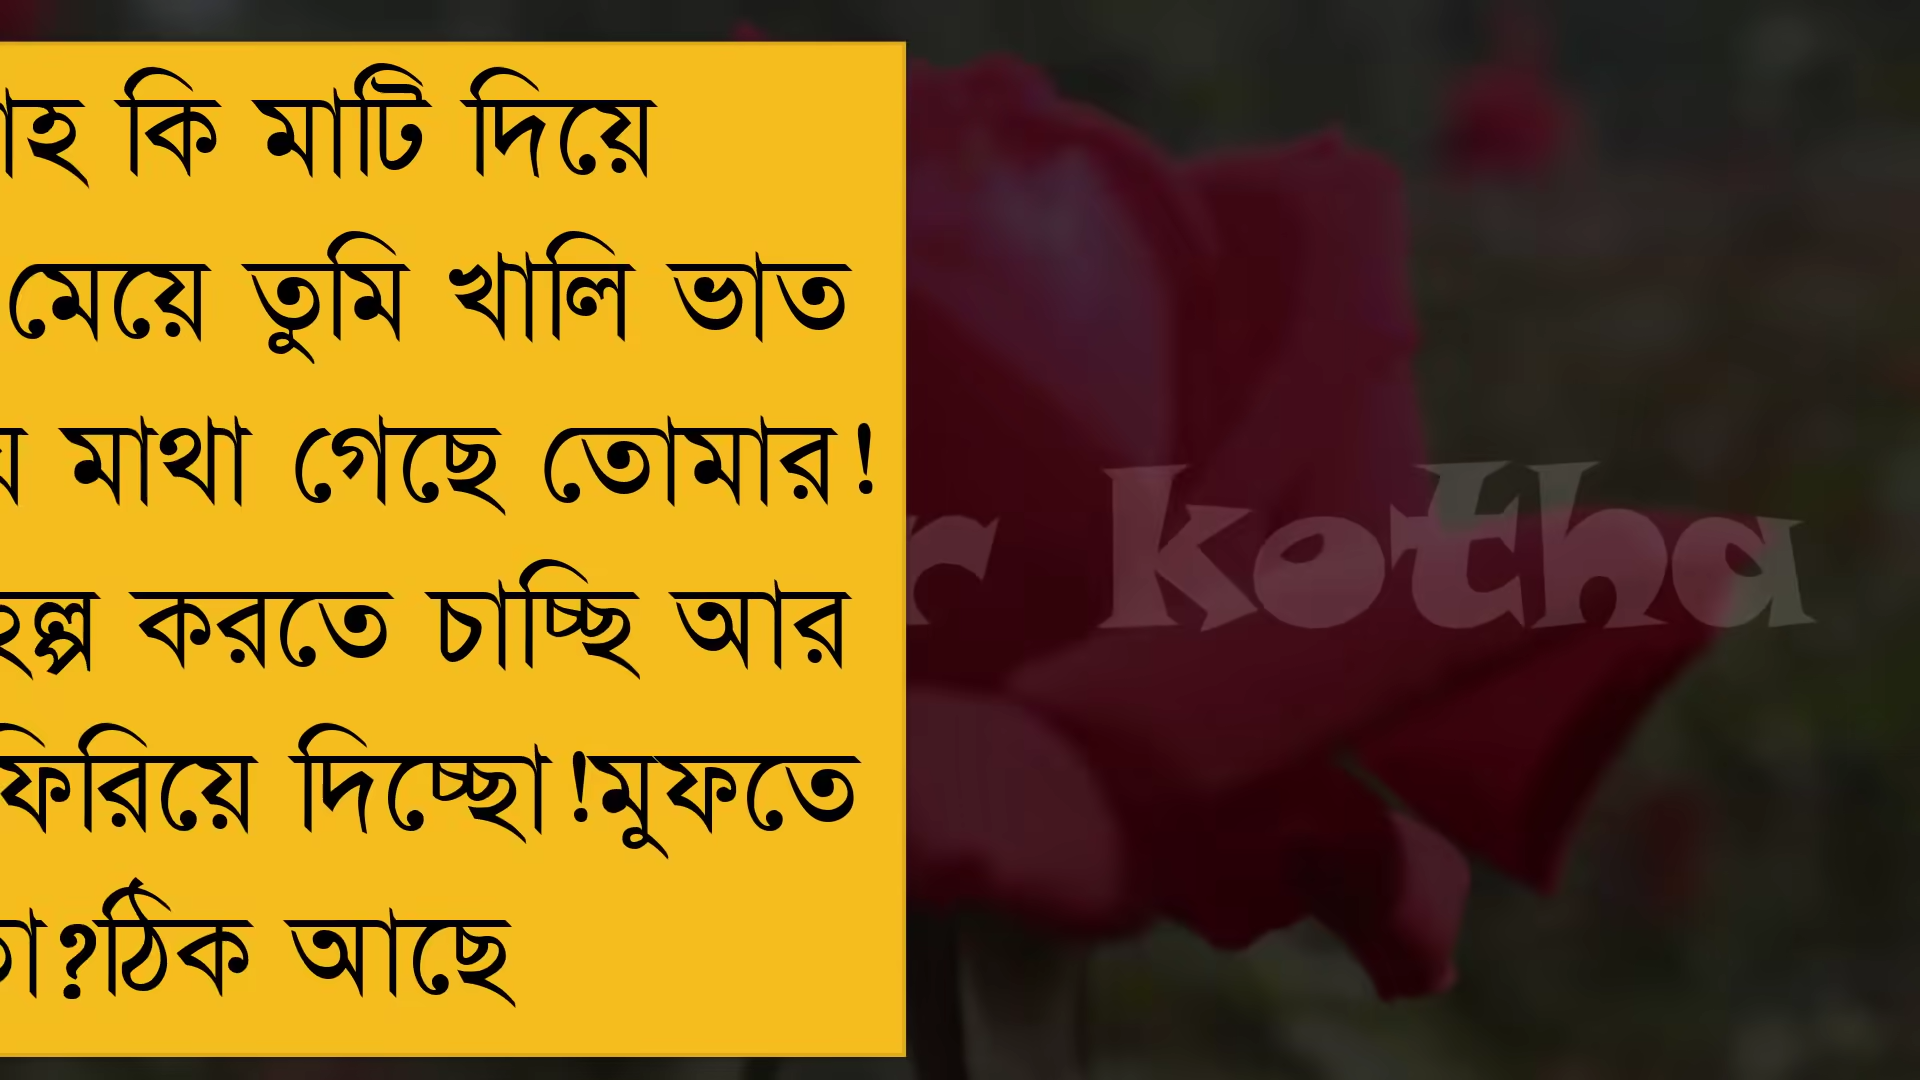 কি মাটি দিয়ে
মেয়ে তুমি খালি ভাত
মাথা গেছে তোমার!
করতে চাচ্ছি আর
ফিরিয়ে দিচ্ছো!মুফতে
ঠিক আছে
kotha